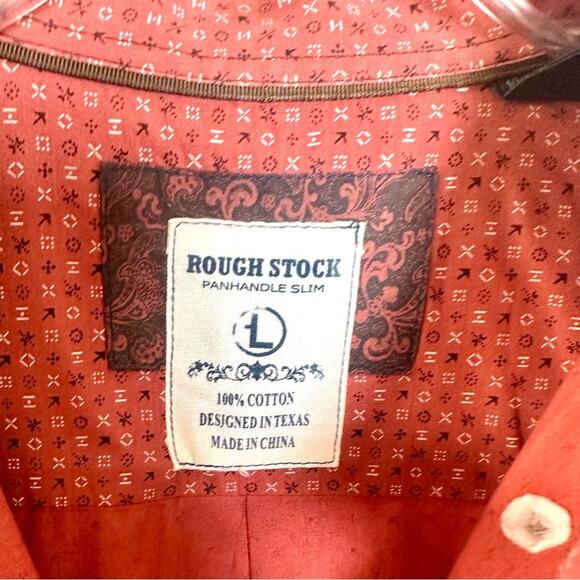 ROUGH STOCK
PANHANDLE SLIM
L
100% COTTON
DESIGNED IN TEXAS
MADE IN CHINA